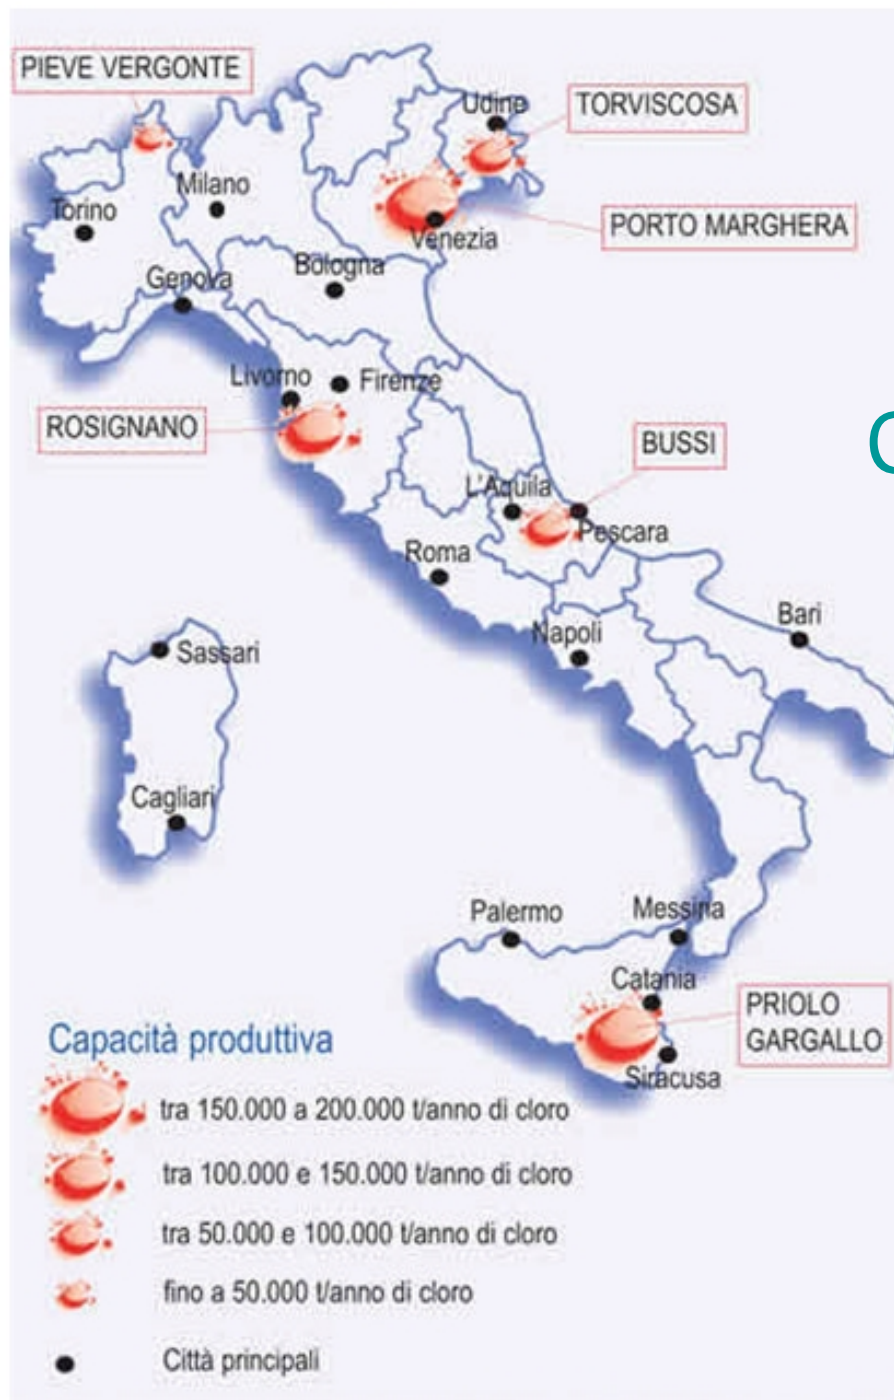 PIEVE VERGONTE
Udine
TORVISCOSA
Milano
Torino
PORTO MARGHERA
Venezia
Bologna
Genova
Livorno
Firenze
ROSIGNANO
BUSSI
L'Aquila
Pescara
Roma
Bari
Napoli
Sassari
Cagliari
Palermo
Messina
Catania
PRIOLO
GARGALLO
Siracusa
Capacità produttiva
tra 150.000 a 200.000 t/anno di cloro
tra 100.000 e 150.000 t/anno di cloro
tra 50.000 e 100.000 t/anno di cloro
fino a 50.000 t/anno di cloro
Città principali